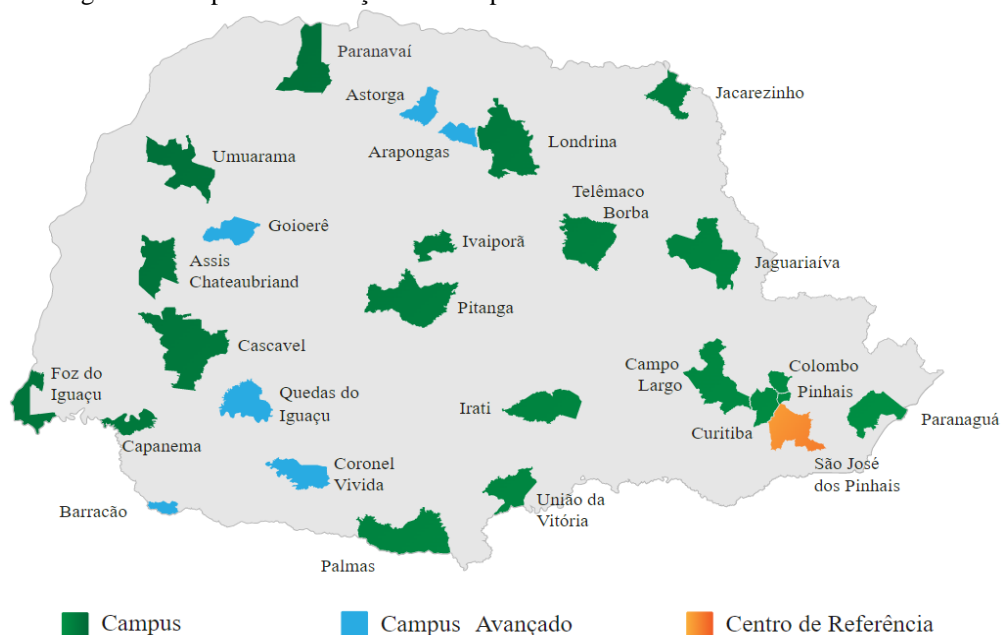 Paranavaí
Astorga
Jacarezinho
Arapongas
Londrina
Umuarama
Telêmaco
Borba
Goioerê
Ivaiporã
Assis
Chateaubriand
Jaguariaíva
Pitanga
Cascavel
Foz do
Iguaçu
Campo
Largo
Colombo
Pinhais
Quedas do
Iguaçu
Irati
Paranaguá
Curitiba
Capanema
São José
dos Pinhais
Coronel
Vivida
Barracão
União da
Vitória
Palmas
Campus
Campus Avançado
Centro de Referência